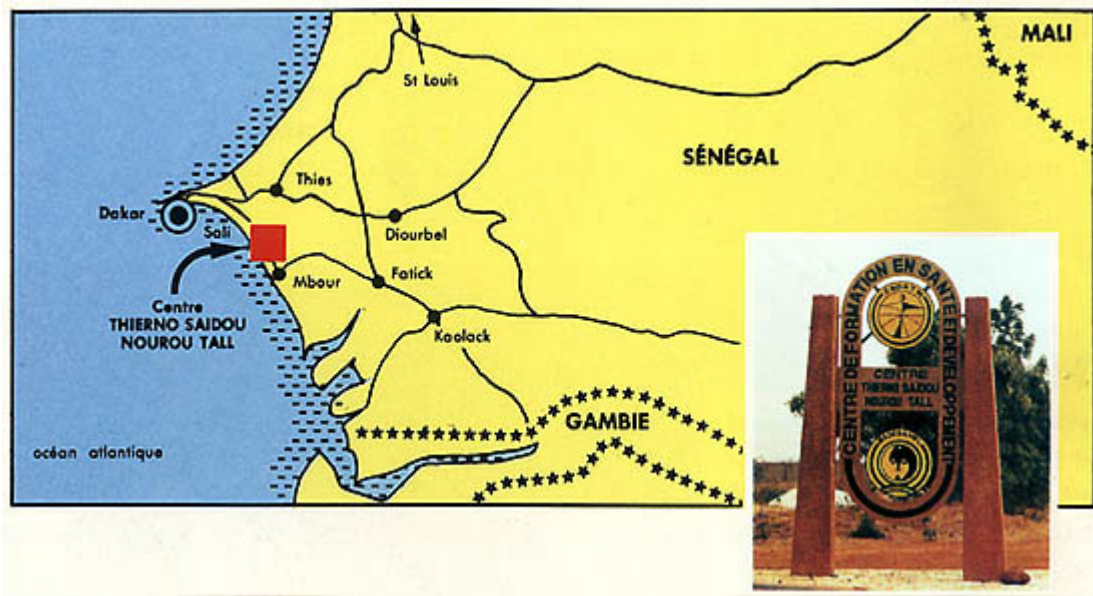 MALI
St Louis
SÉNÉGAL
Thies
Dakar
Sali
Diourbel
Mbour
Fatick
Centre
THIERNO SAIDOU
NOUROU TALL
Kaolack
GAMBIE
océan atlantique
CENTRE DE FORMATION EN SANTE ET DEVELOPPEMENT
CENTRE
THIERNO SAIDOU
NOUROU TALL